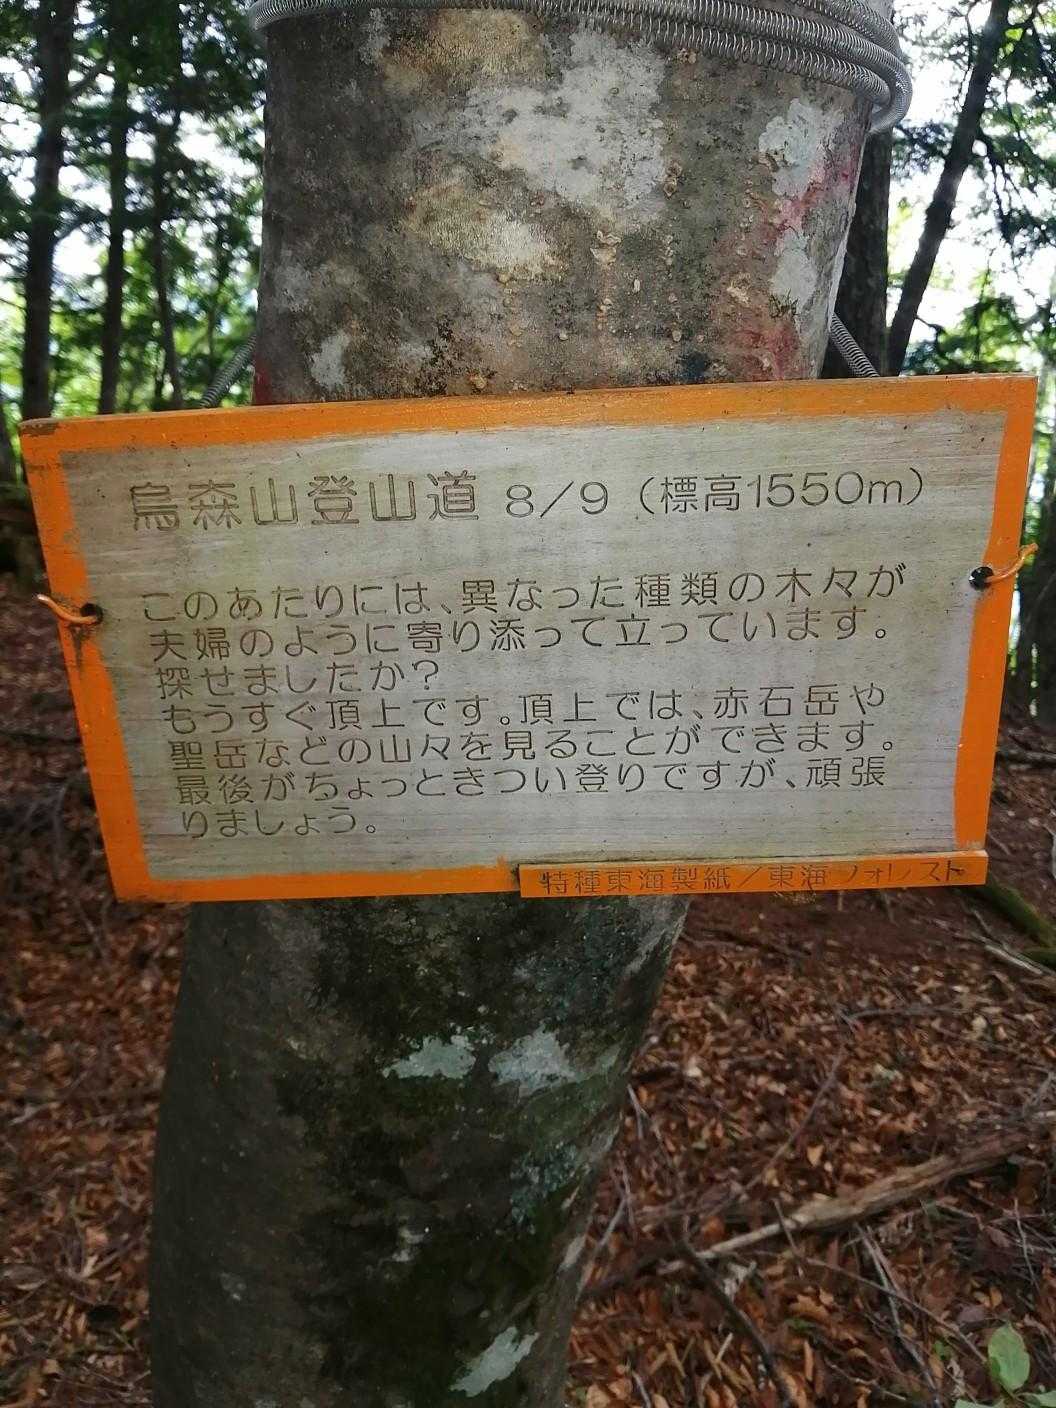 烏森山登山道 8/9（標高1550m）
このあたりには、異なった種類の木々が
夫婦のように寄り添って立っています。
探せましたか？
もうすぐ頂上です。頂上では、赤石岳や
聖岳などの山々を見ることができます。
最後がちょっときつい登りですが、頑張
りましょう。
特種東海製紙／東海フォレスト